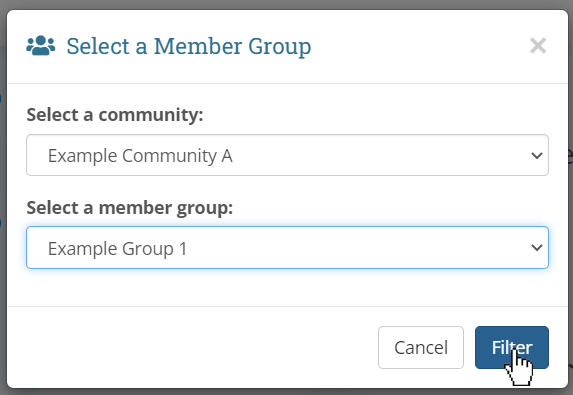 Select a Member Group
×
Select a community:
Example Community A
Select a member group:
Example Group 1
Cancel
Filter